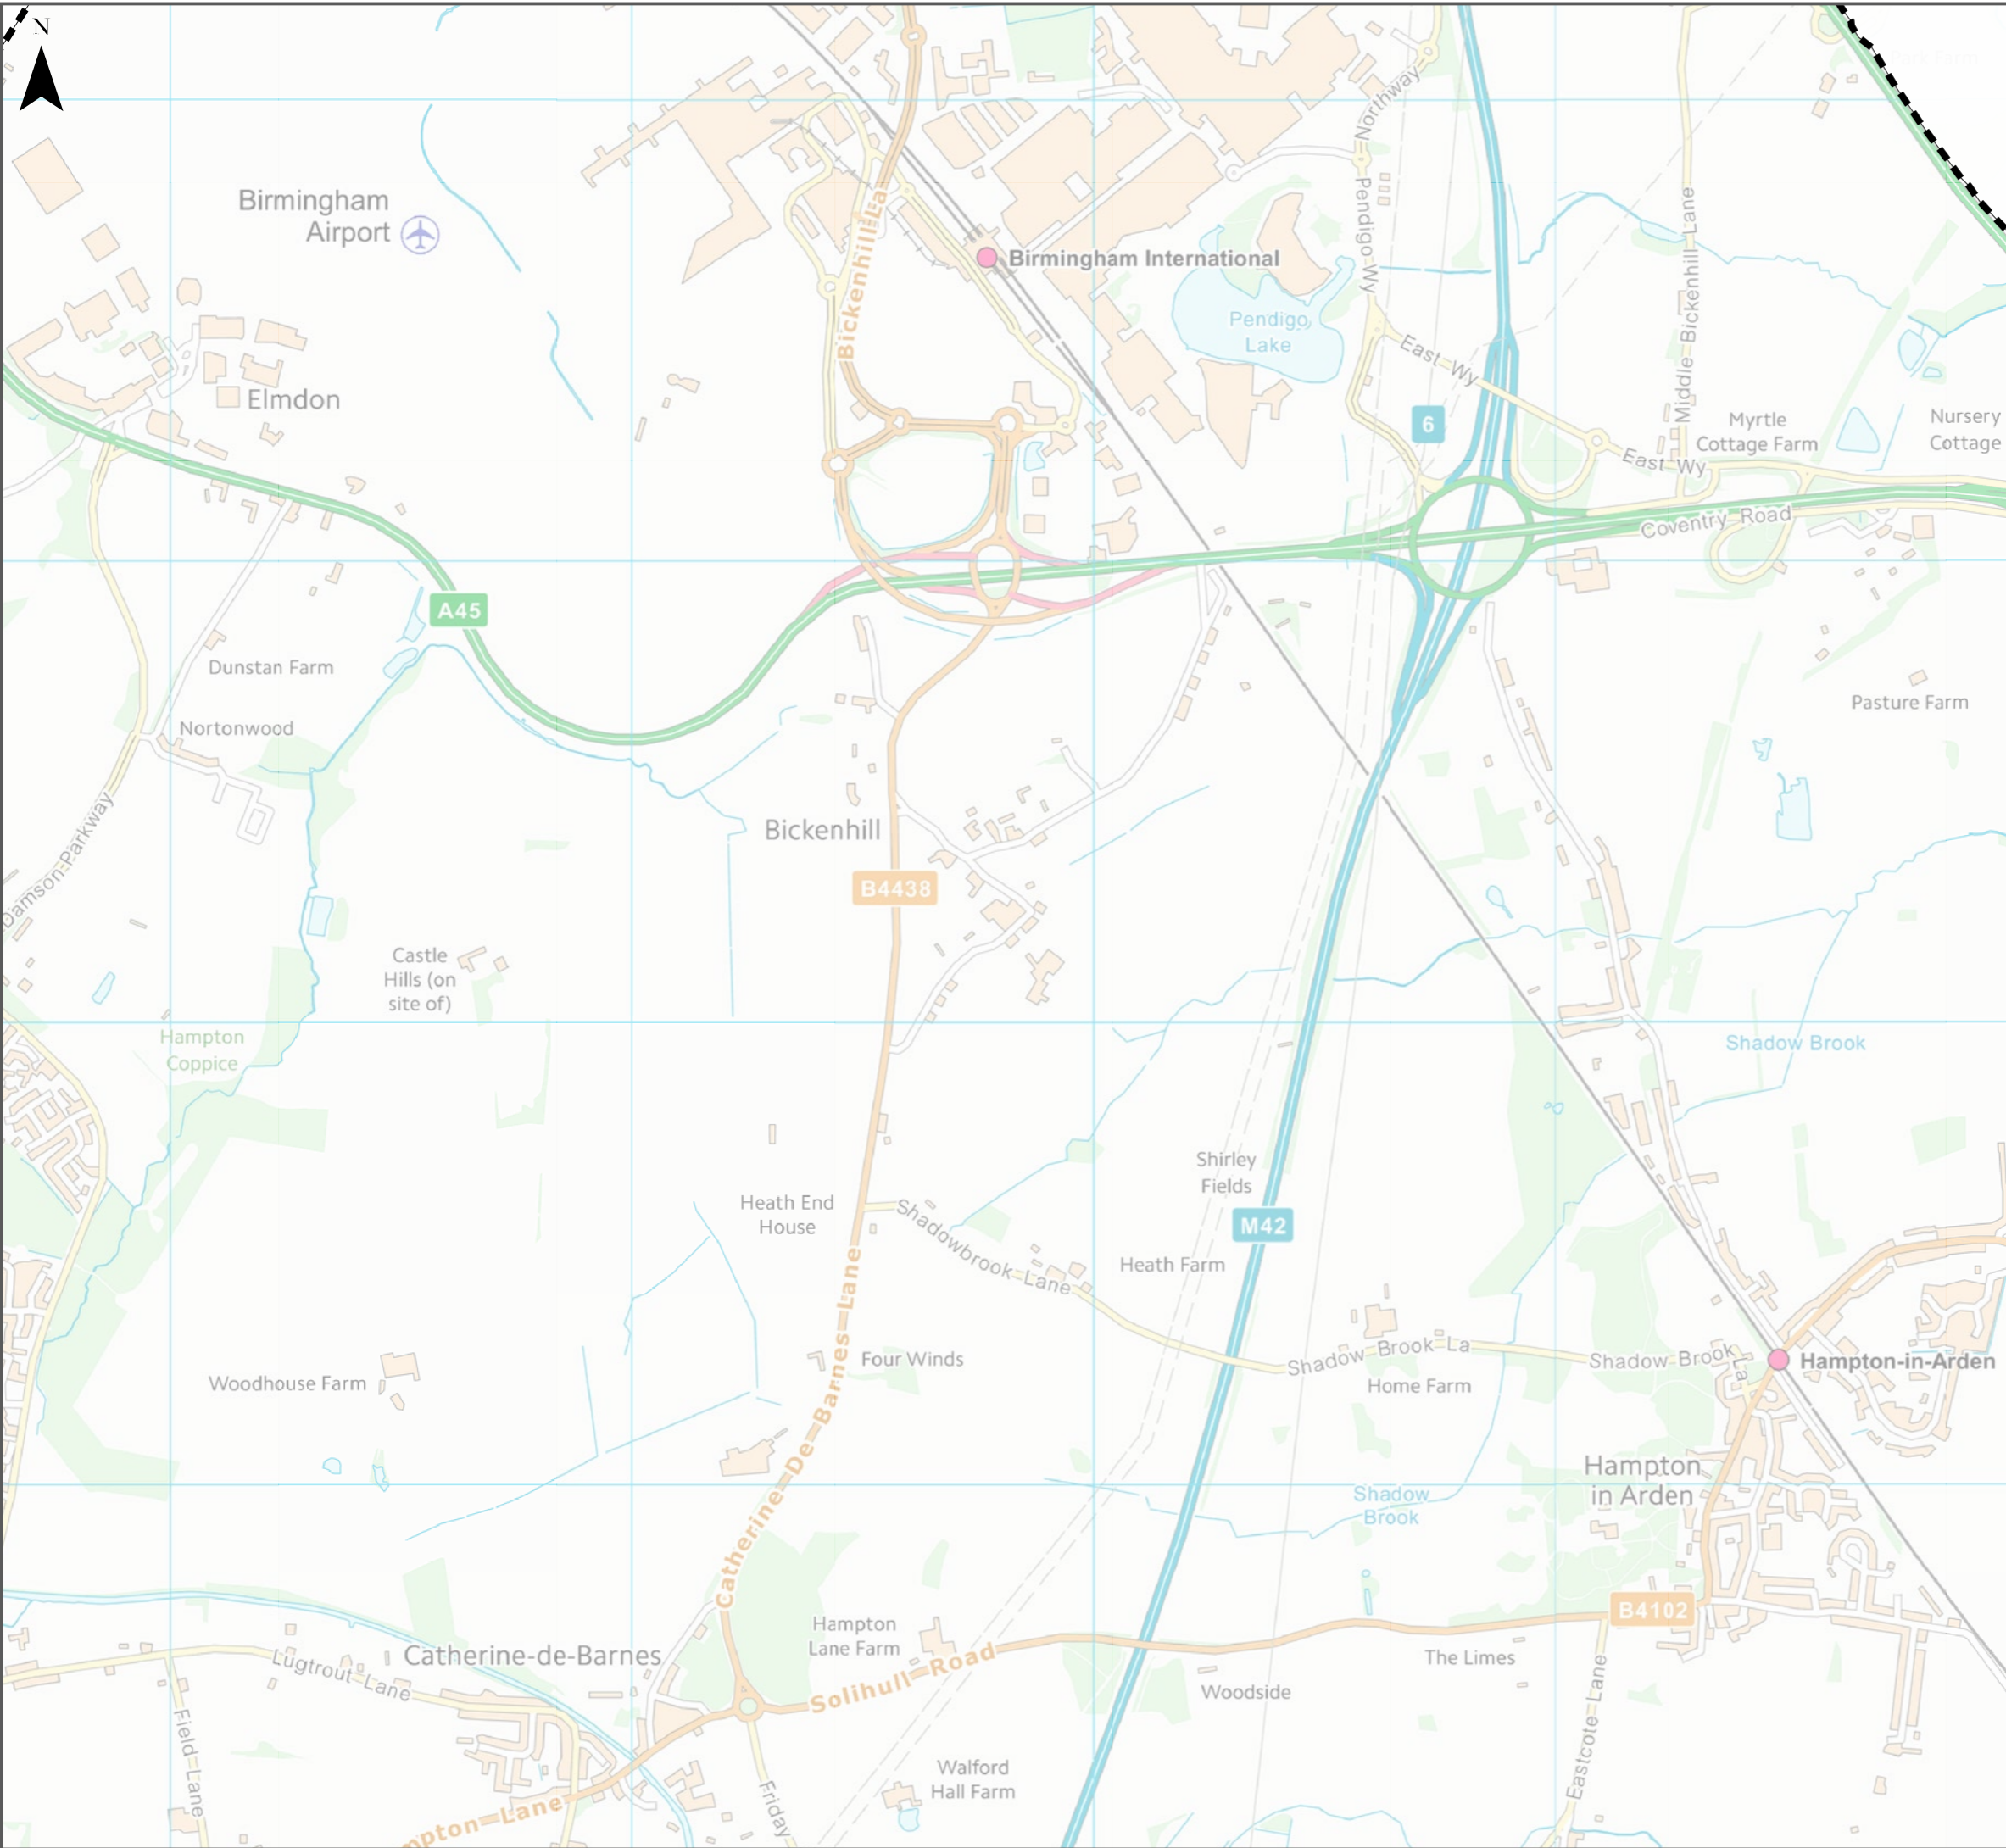 N
Park Farm
Northway
Birmingham
Airport
Pendigo Wy
Bickenhill La
Middle Bickenhill Lane
Birmingham International
Pendigo
Lake
East Wy
Elmdon
6
Myrtle
Cottage Farm
Nursery
Cottage
East Wy
Coventry Road
A45
Dunstan Farm
Pasture Farm
Nortonwood
Damson Parkway
Bickenhill
B4438
Castle
Hills (on
site of)
Hampton
Coppice
Shadow Brook
Shirley
Fields
Heath End
House
Shadowbrook Lane
M42
Heath Farm
Four Winds
Shadow Brook La
Shadow Brook La
Hampton-in-Arden
Woodhouse Farm
Home Farm
Catherine De Barnes Lane
Hampton
in Arden
Shadow
Brook
B4102
Hampton
Lane Farm
Catherine-de-Barnes
Lugtrout Lane
Solihull Road
The Limes
Woodside
Field Lane
Eastcote Lane
Walford
Hall Farm
Friday
mpton Lane